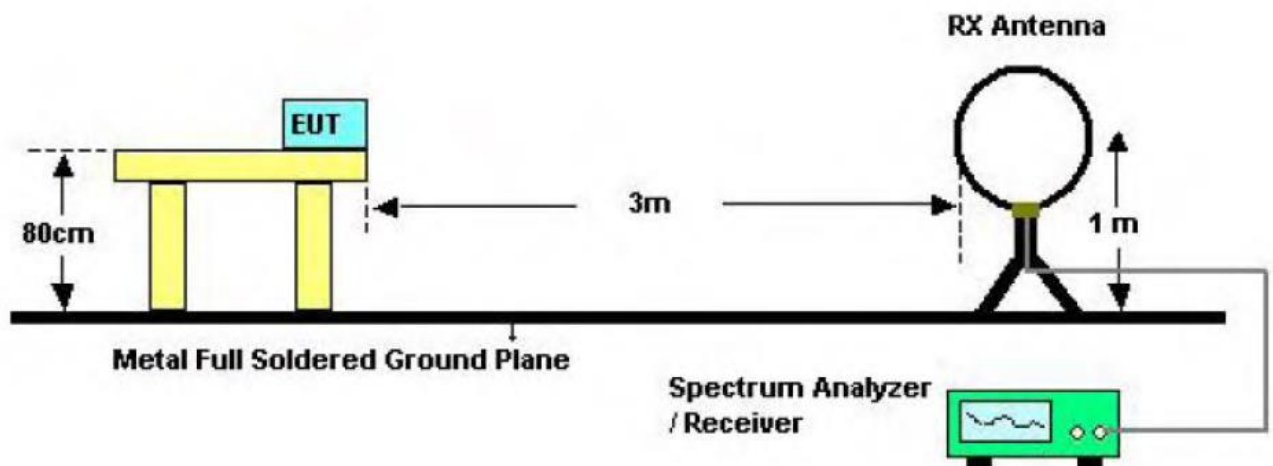 RX Antenna
EUT
80cm
3m
1 m
Metal Full Soldered Ground Plane
Spectrum Analyzer
/ Receiver